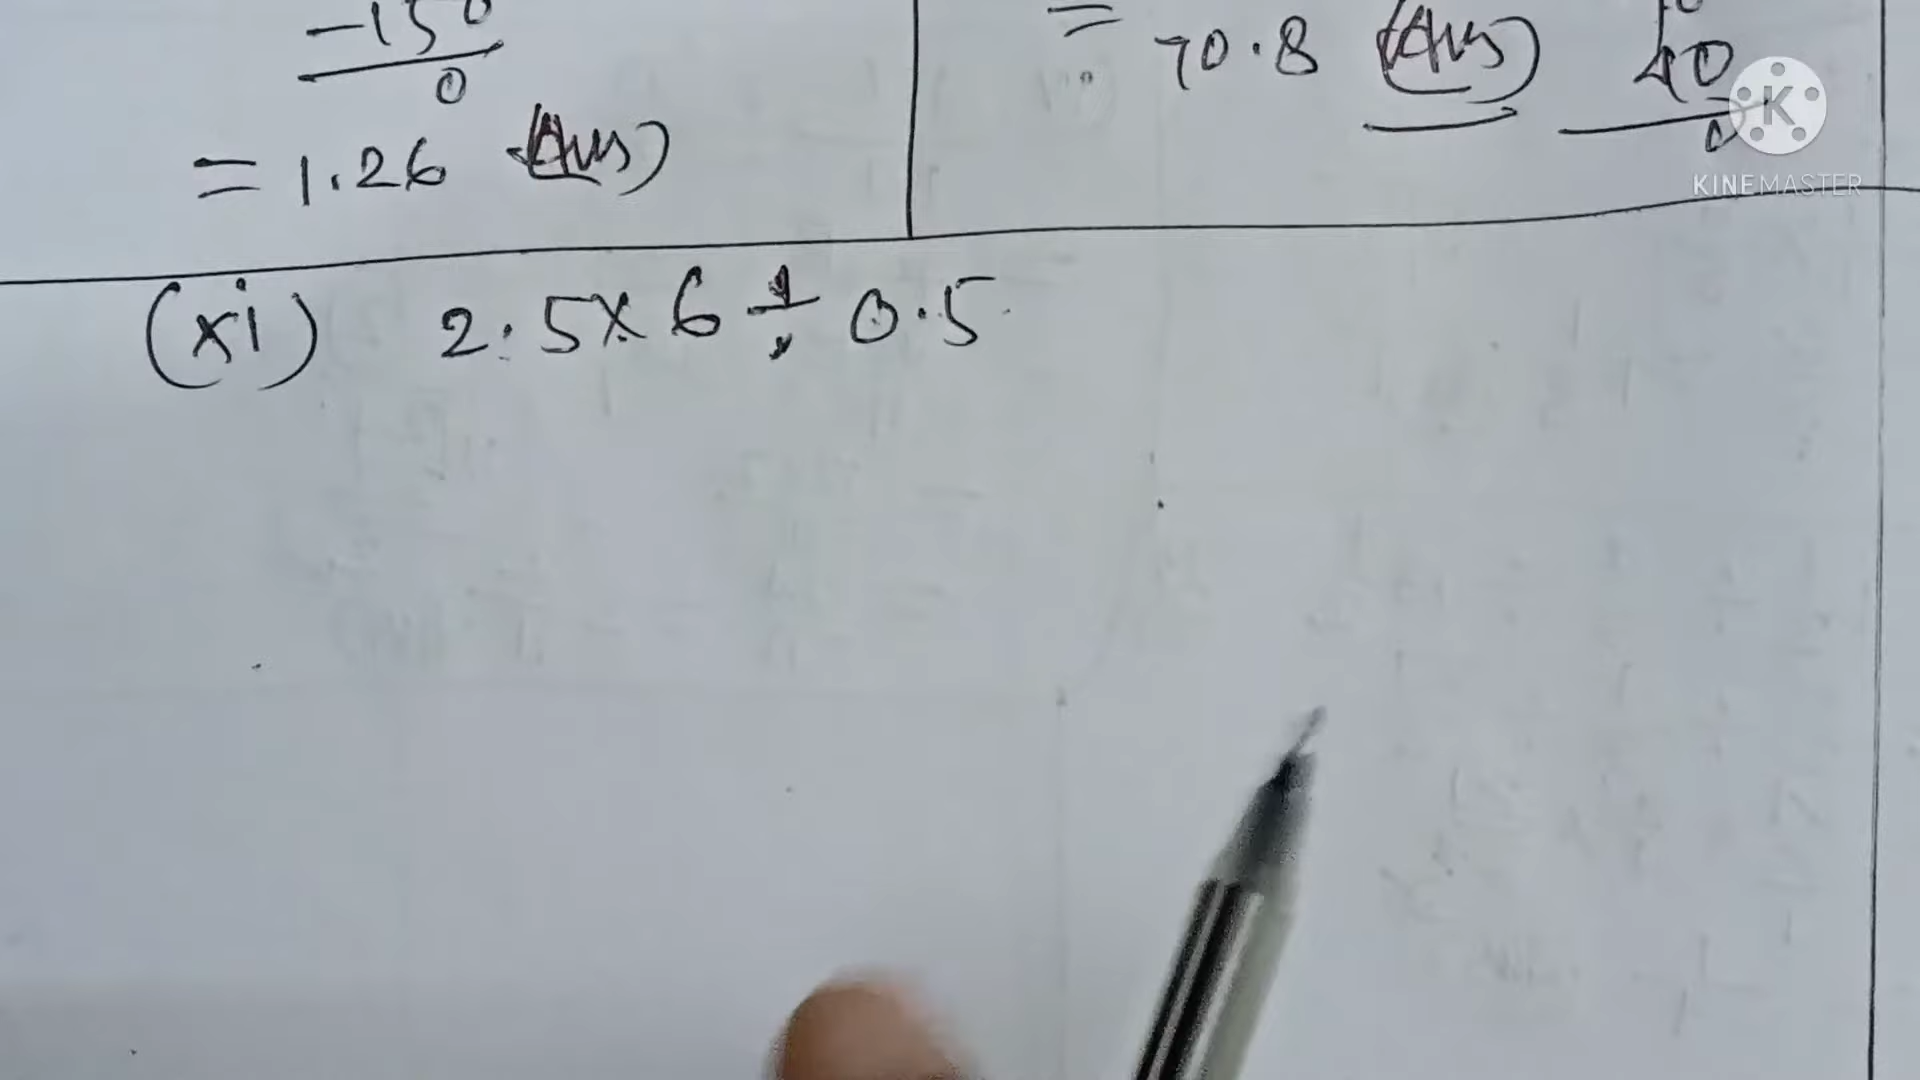 -150
0
= 1.26 (Ans)
= 70.8 (Ans)
40
0
K
KINEMASTER
(xi) 2.5 x 6 ÷ 0.5